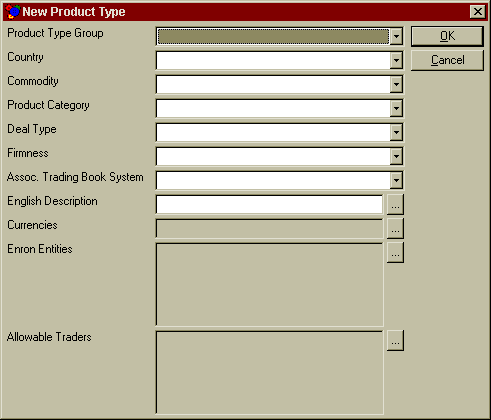 New Product Type
Product Type Group
OK
Country
Cancel
Commodity
Product Category
Deal Type
Firmness
Assoc. Trading Book System
English Description
...
Currencies
...
Enron Entities
...
Allowable Traders
...